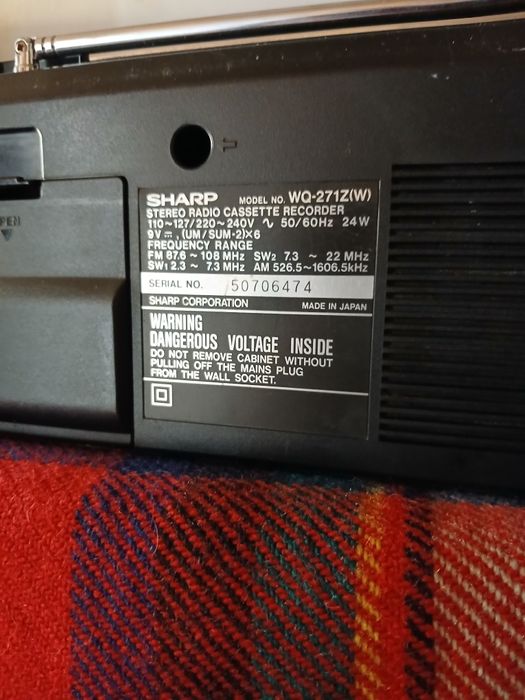 OPEN
SHARP MODEL NO. WQ-271Z(W)
STEREO RADIO CASSETTE RECORDER
110~127/220~240V ∿ 50/60Hz 24W
9V ⎓, (UM/SUM-2)×6
FREQUENCY RANGE
FM 87.6 ~ 108 MHz SW2 7.3 ~ 22 MHz
SW1 2.3 ~ 7.3 MHz AM 526.5~1606.5kHz
SERIAL NO. 50706474
SHARP CORPORATION MADE IN JAPAN
WARNING
DANGEROUS VOLTAGE INSIDE
DO NOT REMOVE CABINET WITHOUT
PULLING OFF THE MAINS PLUG
FROM THE WALL SOCKET.